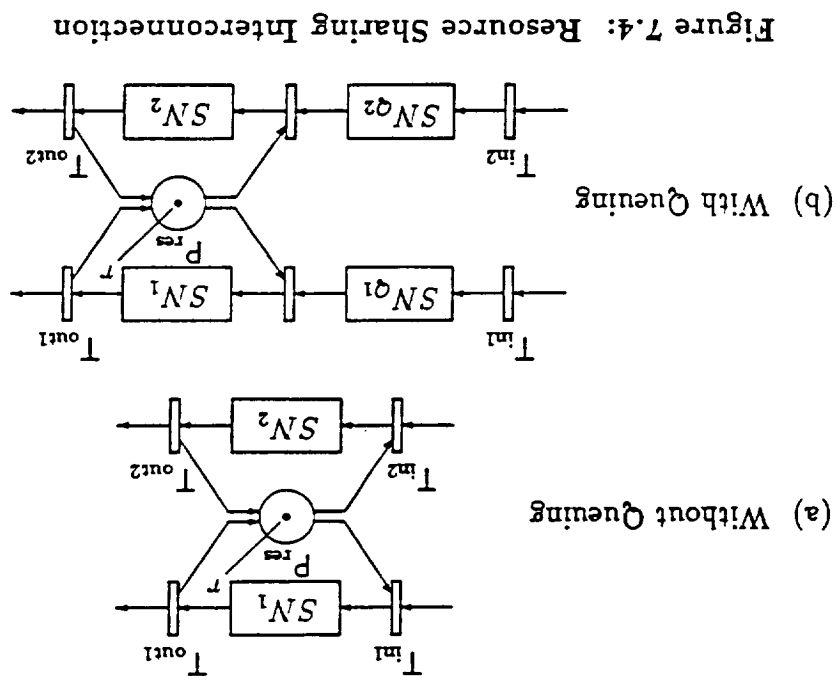 T_in1 T_out1
SN_1
r
P_res
(a) Without Queuing
T_in2 T_out2
SN_2
T_in1 T_out1
SN_Q1 SN_1
r
P_res
(b) With Queuing
T_in2 T_out2
SN_Q2 SN_2
Figure 7.4: Resource Sharing Interconnection